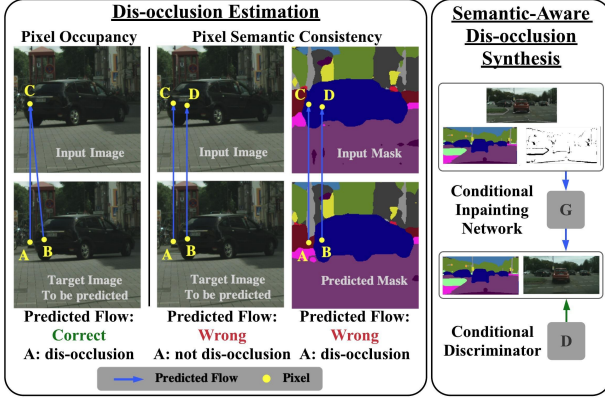 Dis-occlusion Estimation
Pixel Occupancy
Pixel Semantic Consistency
C
Input Image
A
B
Target Image
To be predicted
C
D
Input Image
A
B
Target Image
To be predicted
C
D
Input Mask
A
B
Predicted Mask
Predicted Flow:
Correct
A: dis-occlusion
Predicted Flow:
Wrong
A: not dis-occlusion
Predicted Flow:
Wrong
A: dis-occlusion
Predicted Flow
Pixel
Semantic-Aware
Dis-occlusion
Synthesis
Conditional
Inpainting
Network
G
Conditional
Discriminator
D